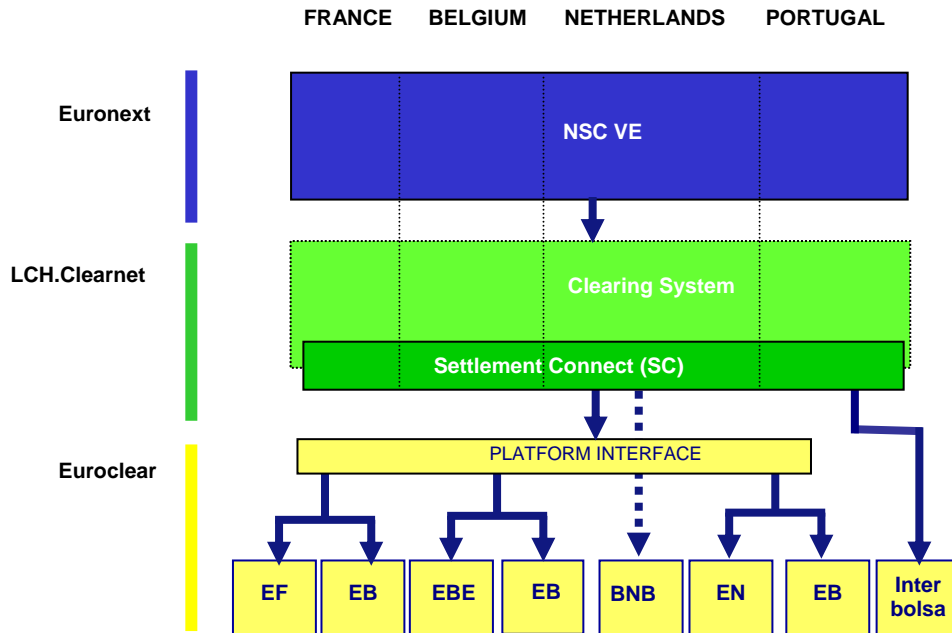 FRANCE BELGIUM NETHERLANDS PORTUGAL
Euronext
NSC VE
LCH.Clearnet
Clearing System
Settlement Connect (SC)
Euroclear
PLATFORM INTERFACE
EF EB EBE EB BNB EN EB Inter
bolsa